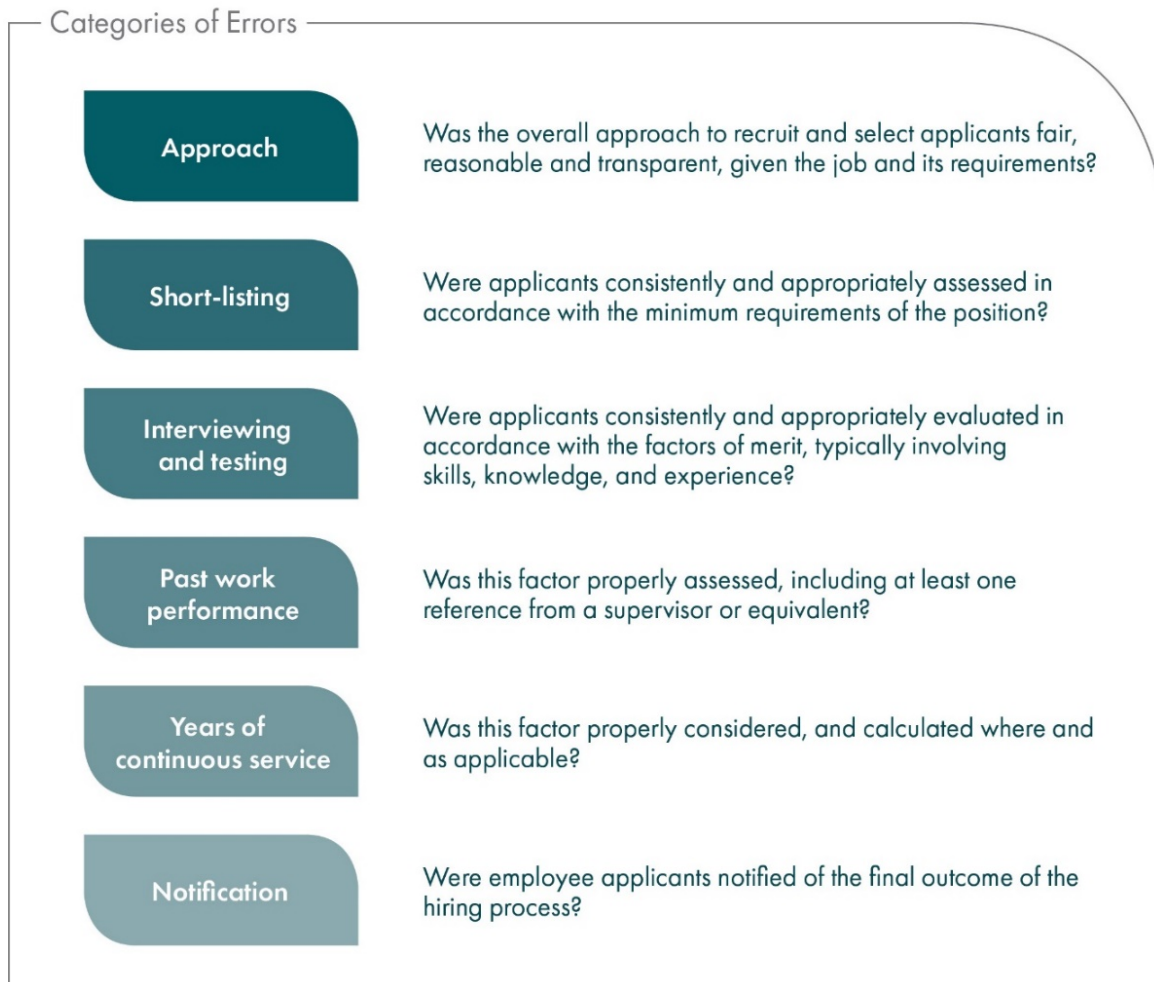 Categories of Errors
Approach
Was the overall approach to recruit and select applicants fair,
reasonable and transparent, given the job and its requirements?
Short-listing
Were applicants consistently and appropriately assessed in
accordance with the minimum requirements of the position?
Interviewing
and testing
Were applicants consistently and appropriately evaluated in
accordance with the factors of merit, typically involving
skills, knowledge, and experience?
Past work
performance
Was this factor properly assessed, including at least one
reference from a supervisor or equivalent?
Years of
continuous service
Was this factor properly considered, and calculated where and
as applicable?
Notification
Were employee applicants notified of the final outcome of the
hiring process?